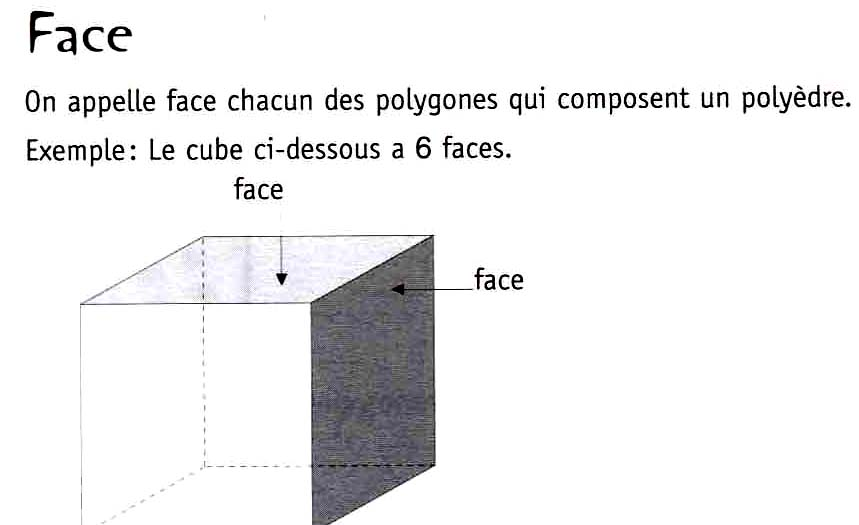 Face
On appelle face chacun des polygones qui composent un polyèdre.
Exemple: Le cube ci-dessous a 6 faces.
face
face